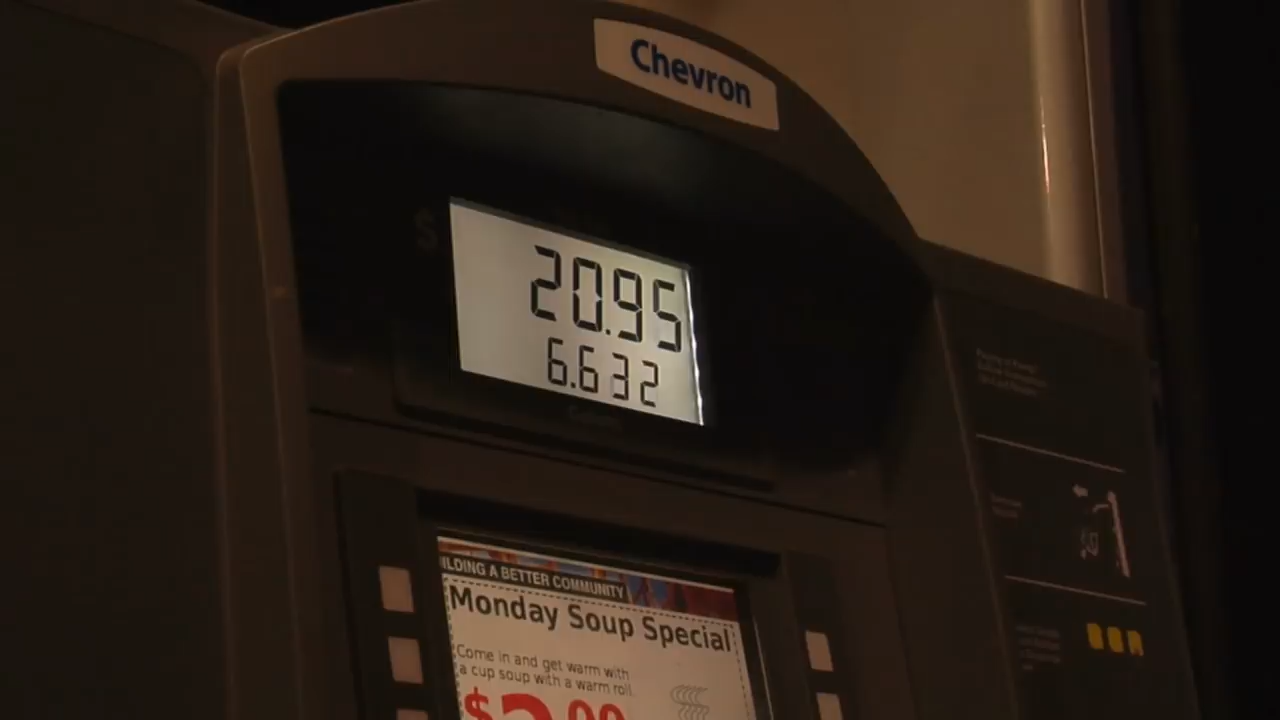 Chevron
$
20.95
6.632
Gallons
ILDING A BETTER COMMUNITY
Monday Soup Special
Come in and get warm with
a cup soup with a warm roll.